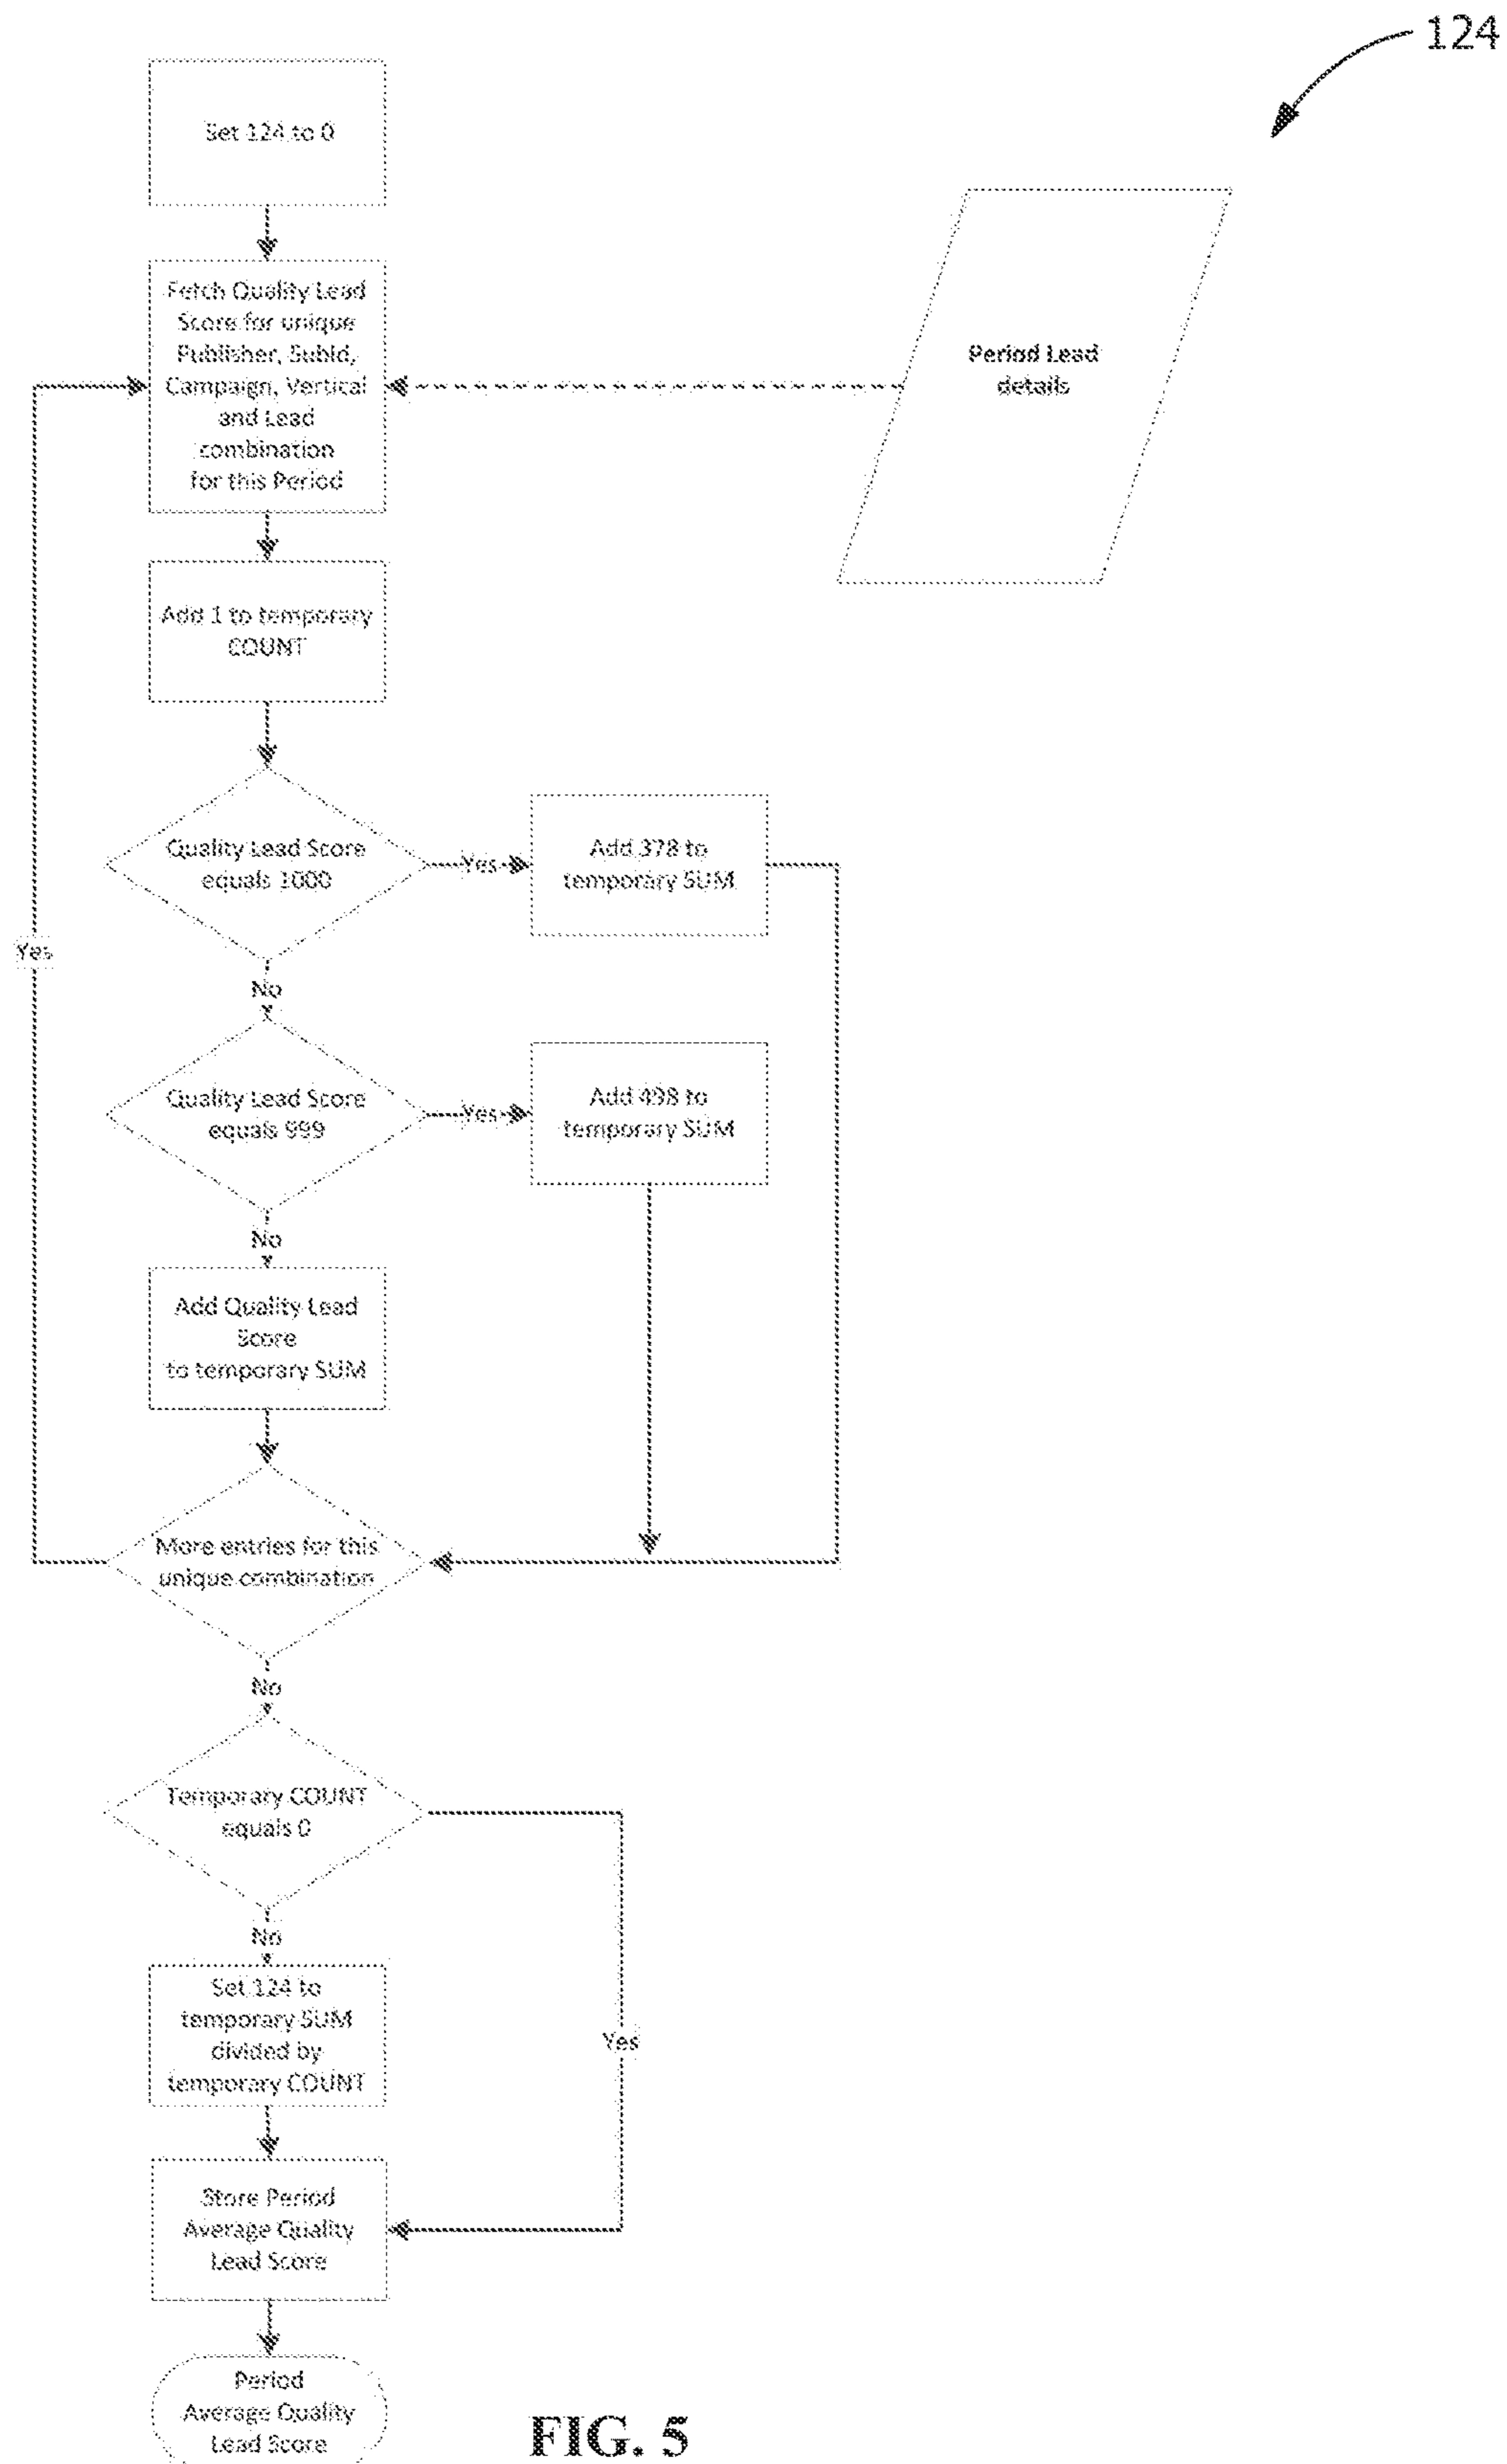 124
Set 124 to 0
Fetch Quality Lead
Score for unique
Publisher, SubId,
Campaign, Vertical
and Lead
combination
for this Period
Period Lead
details
Add 1 to temporary
COUNT
Quality Lead Score
equals 1000
Yes
Add 378 to
temporary SUM
Yes
No
Quality Lead Score
equals 999
Yes
Add 498 to
temporary SUM
No
Add Quality Lead
Score
to temporary SUM
More entries for this
unique combination
No
Temporary COUNT
equals 0
No
Set 124 to
temporary SUM
divided by
temporary COUNT
Yes
Store Period
Average Quality
Lead Score
Period
Average Quality
Lead Score
FIG. 5